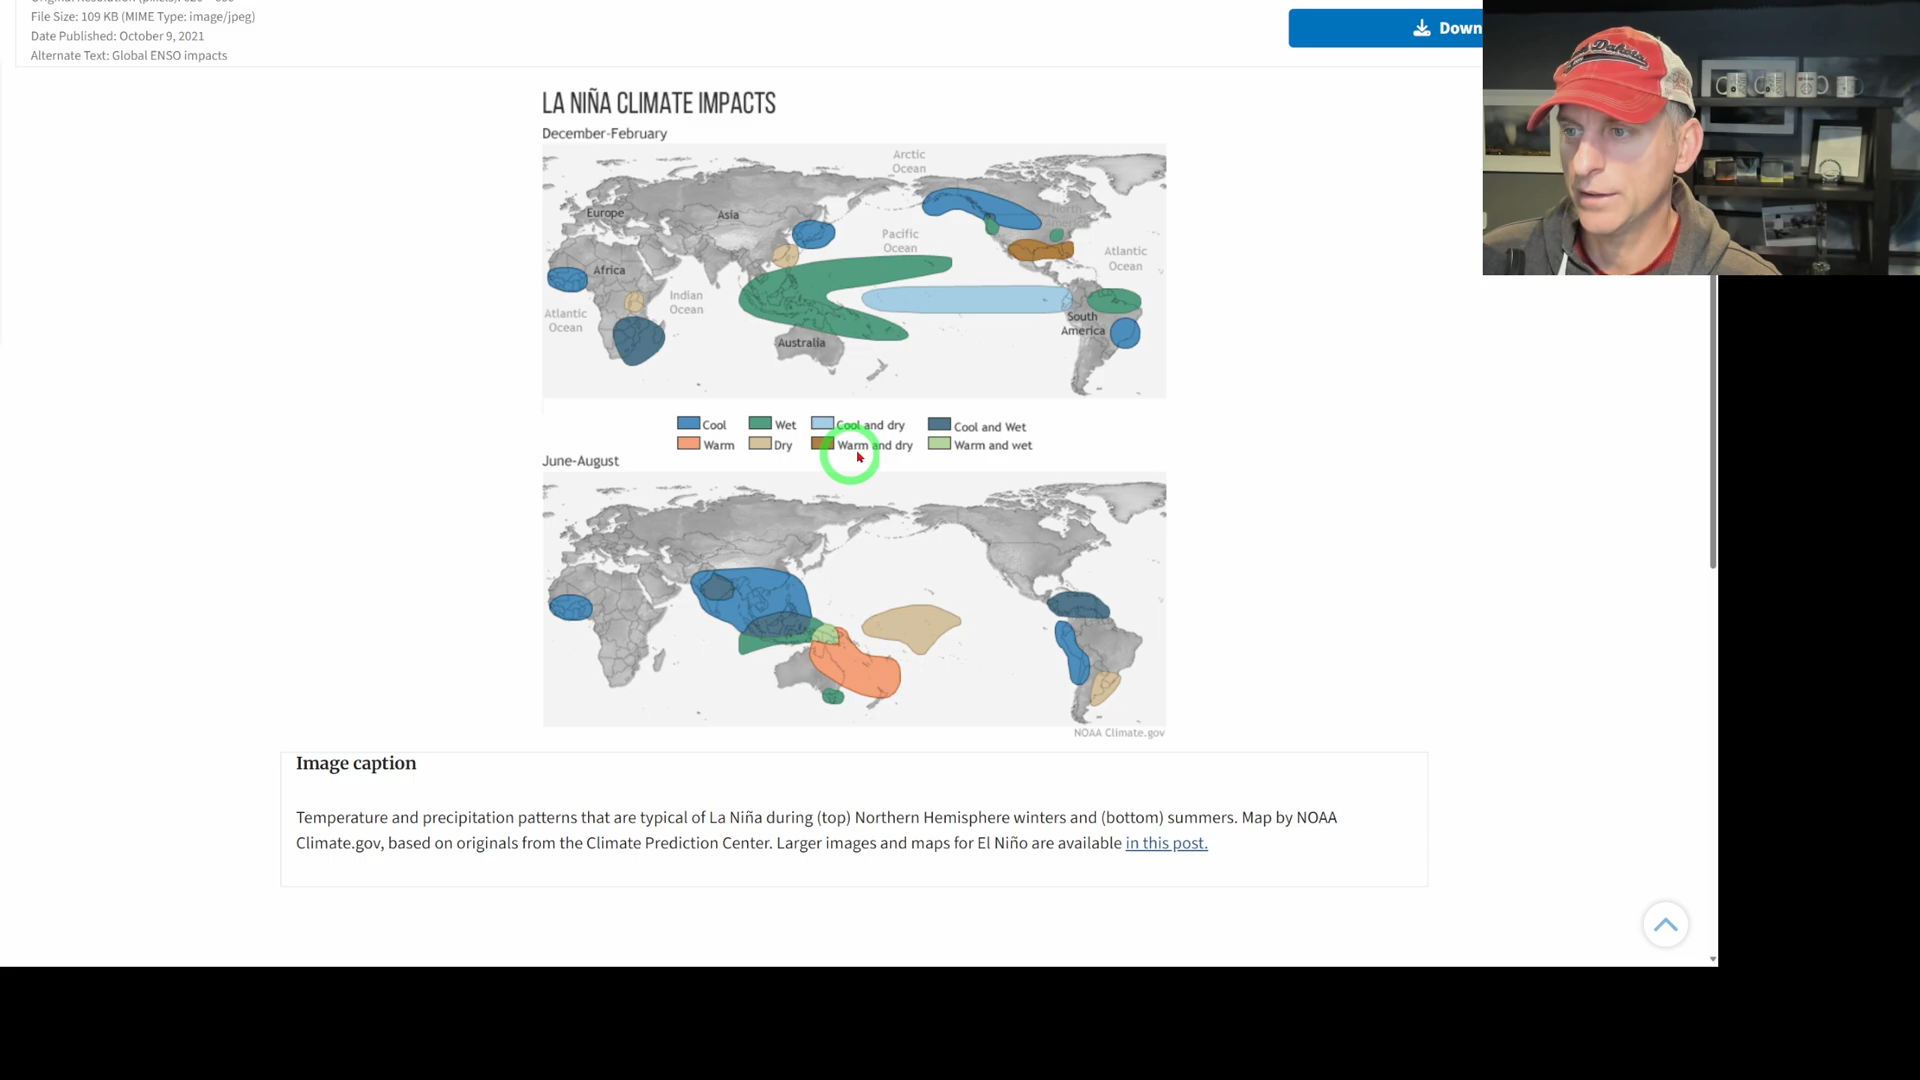 File Size: 109 KB (MIME Type: image/jpeg)
Date Published: October 9, 2021
Alternate Text: Global ENSO impacts
Down
LA NIÑA CLIMATE IMPACTS
December-February
Arctic
Ocean
Europe
Asia
North
Pacific
Ocean
Atlantic
Ocean
Africa
Indian
Ocean
Atlantic
Ocean
South
America
Australia
Cool
Wet
Cool and dry
Cool and Wet
Warm
Dry
Warm and dry
Warm and wet
June-August
NOAA Climate.gov
Image caption
Temperature and precipitation patterns that are typical of La Niña during (top) Northern Hemisphere winters and (bottom) summers. Map by NOAA
Climate.gov, based on originals from the Climate Prediction Center. Larger images and maps for El Niño are available in this post.